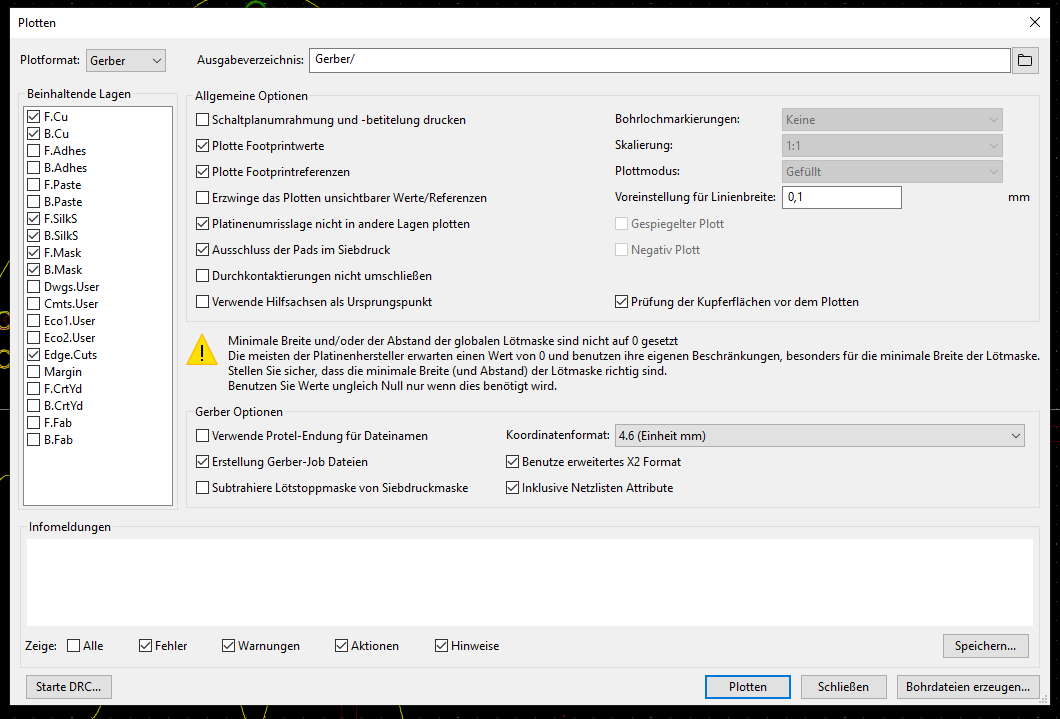 Plotten
Plotformat: Gerber Ausgabeverzeichnis: Gerber/
Beinhaltende Lagen
F.Cu
B.Cu
F.Adhes
B.Adhes
F.Paste
B.Paste
F.SilkS
B.SilkS
F.Mask
B.Mask
Dwgs.User
Cmts.User
Eco1.User
Eco2.User
Edge.Cuts
Margin
F.CrtYd
B.CrtYd
F.Fab
B.Fab
Allgemeine Optionen
Schaltplanumrahmung und -betitelung drucken
Plotte Footprintwerte
Plotte Footprintreferenzen
Erzwinge das Plotten unsichtbarer Werte/Referenzen
Platinenumrisslage nicht in andere Lagen plotten
Ausschluss der Pads im Siebdruck
Durchkontaktierungen nicht umschließen
Verwende Hilfsachsen als Ursprungspunkt
Bohrlochmarkierungen: Keine
Skalierung: 1:1
Plottmodus: Gefüllt
Voreinstellung für Linienbreite: 0,1 mm
Gespiegelter Plott
Negativ Plott
Prüfung der Kupferflächen vor dem Plotten
Minimale Breite und/oder der Abstand der globalen Lötmaske sind nicht auf 0 gesetzt
Die meisten der Platinenhersteller erwarten einen Wert von 0 und benutzen ihre eigenen Beschränkungen, besonders für die minimale Breite der Lötmaske.
Stellen Sie sicher, dass die minimale Breite (und Abstand) der Lötmaske richtig sind.
Benutzen Sie Werte ungleich Null nur wenn dies benötigt wird.
Gerber Optionen
Verwende Protel-Endung für Dateinamen
Erstellung Gerber-Job Dateien
Subtrahiere Lötstoppmaske von Siebdruckmaske
Koordinatenformat: 4.6 (Einheit mm)
Benutze erweitertes X2 Format
Inklusive Netzlisten Attribute
Infomeldungen
Zeige: Alle Fehler Warnungen Aktionen Hinweise Speichern...
Starte DRC... Plotten Schließen Bohrdateien erzeugen...